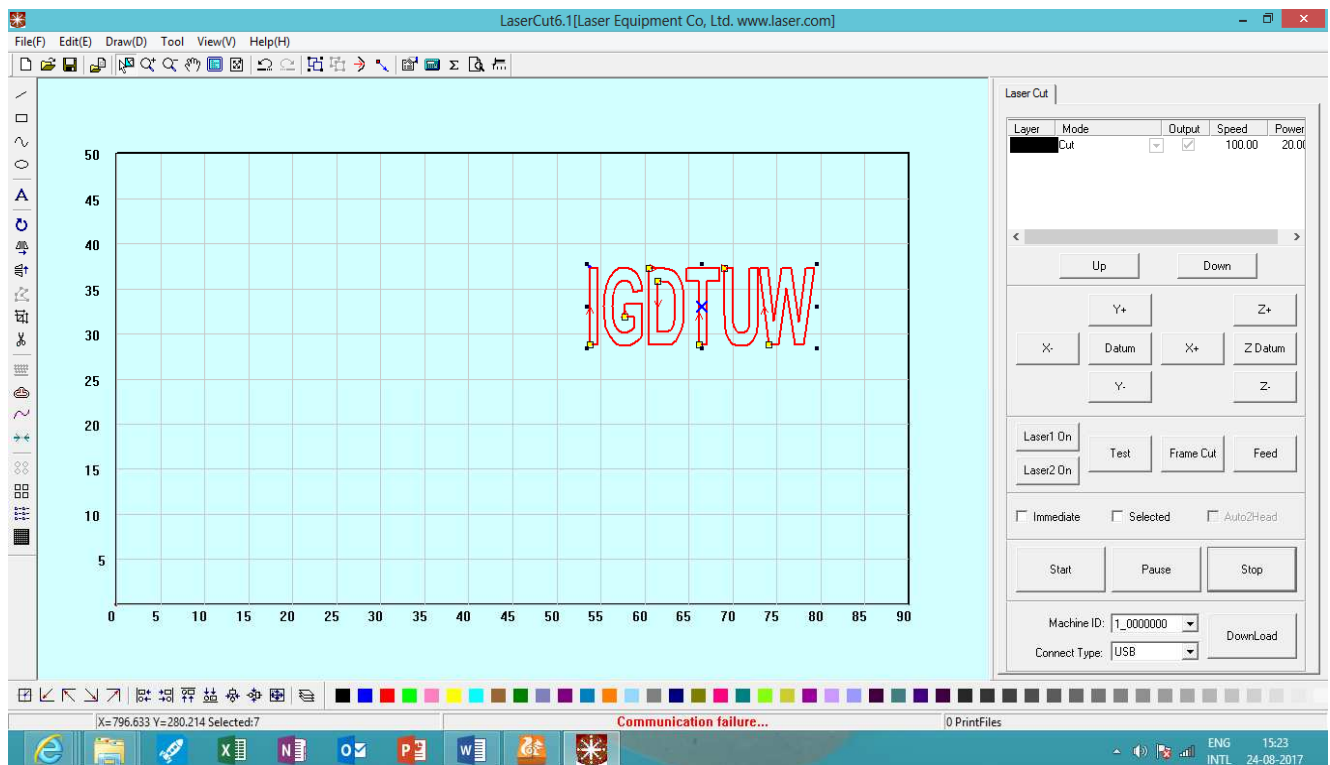 LaserCut6.1[Laser Equipment Co, Ltd. www.laser.com]
File(F) Edit(E) Draw(D) Tool View(V) Help(H)
Laser Cut
Layer Mode Output Speed Power
Cut 100.00 20.00
Up Down
Y+ Z+
X- Datum X+ Z Datum
Y- Z-
Laser1 On
Laser2 On
Test Frame Cut Feed
Immediate Selected Auto2Head
Start Pause Stop
Machine ID: 1_0000000
Connect Type: USB
DownLoad
50
45
40
35
30
25
20
15
10
5
0 5 10 15 20 25 30 35 40 45 50 55 60 65 70 75 80 85 90
IGDTUW
X=796.633 Y=280.214 Selected:7 Communication failure... 0 PrintFiles
ENG 15:23
INTL 24-08-2017